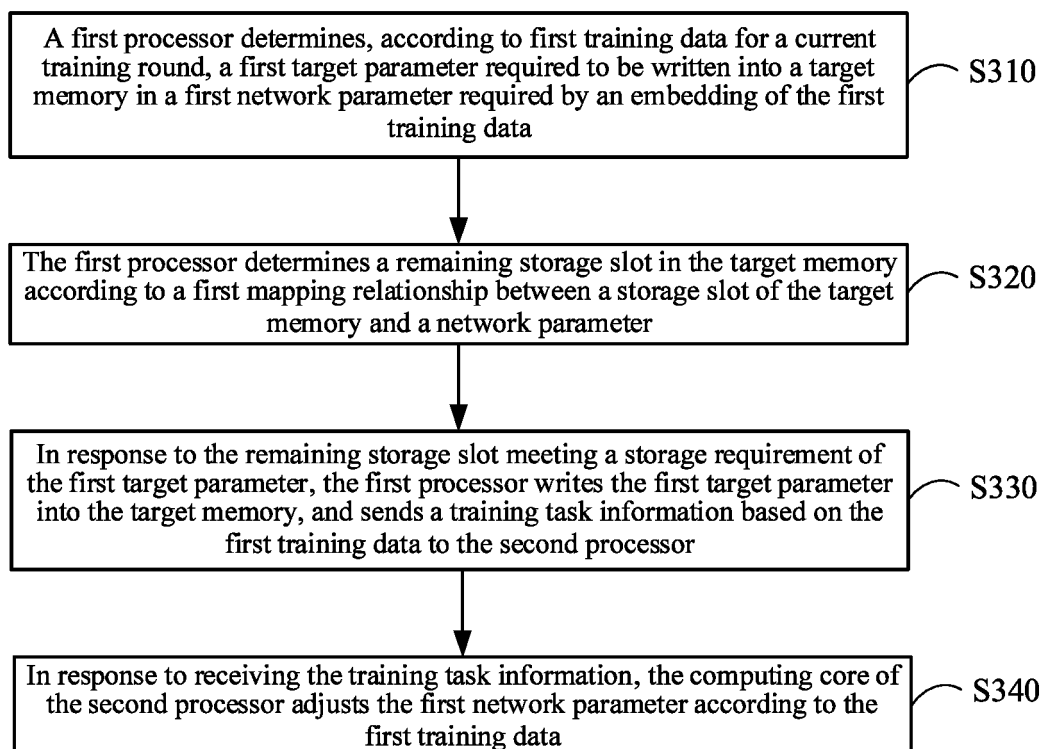 A first processor determines, according to first training data for a current
training round, a first target parameter required to be written into a target
memory in a first network parameter required by an embedding of the first
training data
S310
The first processor determines a remaining storage slot in the target memory
according to a first mapping relationship between a storage slot of the target
memory and a network parameter
S320
In response to the remaining storage slot meeting a storage requirement of
the first target parameter, the first processor writes the first target parameter
into the target memory, and sends a training task information based on the
first training data to the second processor
S330
In response to receiving the training task information, the computing core of
the second processor adjusts the first network parameter according to the
first training data
S340